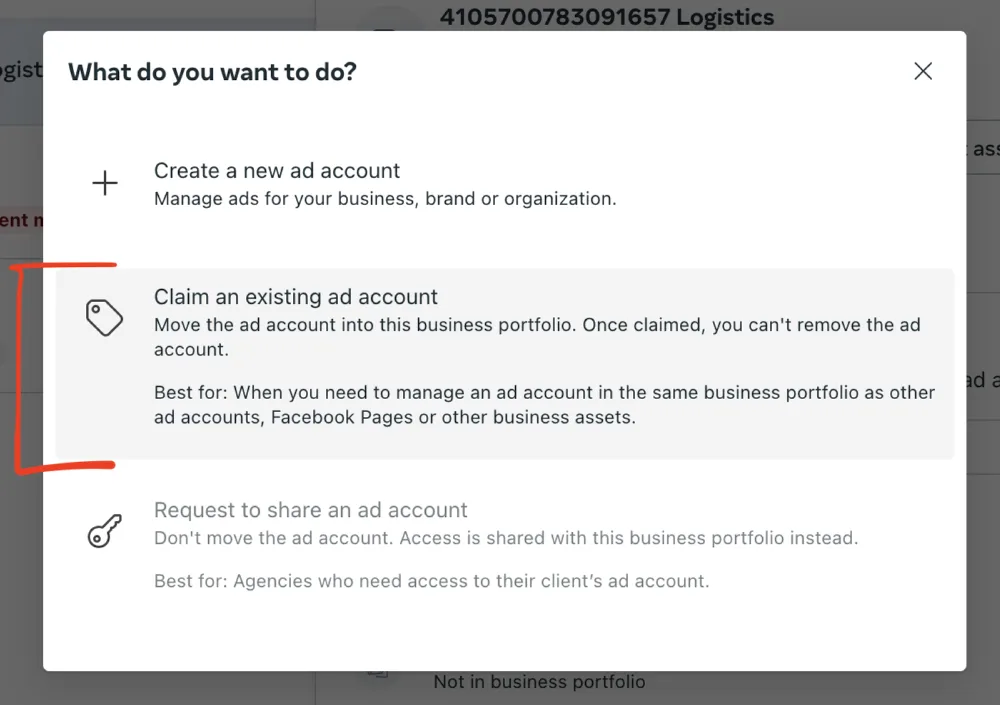 4105700783091657 Logistics
What do you want to do?
Create a new ad account
Manage ads for your business, brand or organization.
Claim an existing ad account
Move the ad account into this business portfolio. Once claimed, you can't remove the ad
account.
Best for: When you need to manage an ad account in the same business portfolio as other
ad accounts, Facebook Pages or other business assets.
Request to share an ad account
Don't move the ad account. Access is shared with this business portfolio instead.
Best for: Agencies who need access to their client’s ad account.
Not in business portfolio